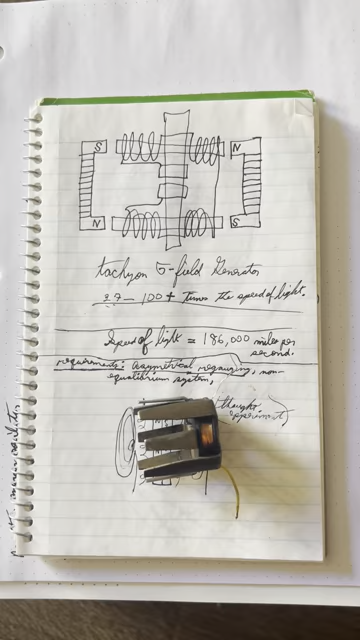 S N
N S
tachyon 5-field Generator
3.7 – 100+ times the speed of light.
Speed of light = 186,000 miles per
second.
requirements: asymmetrical regauging, non-
equilibrium system,
(thought
experiment)